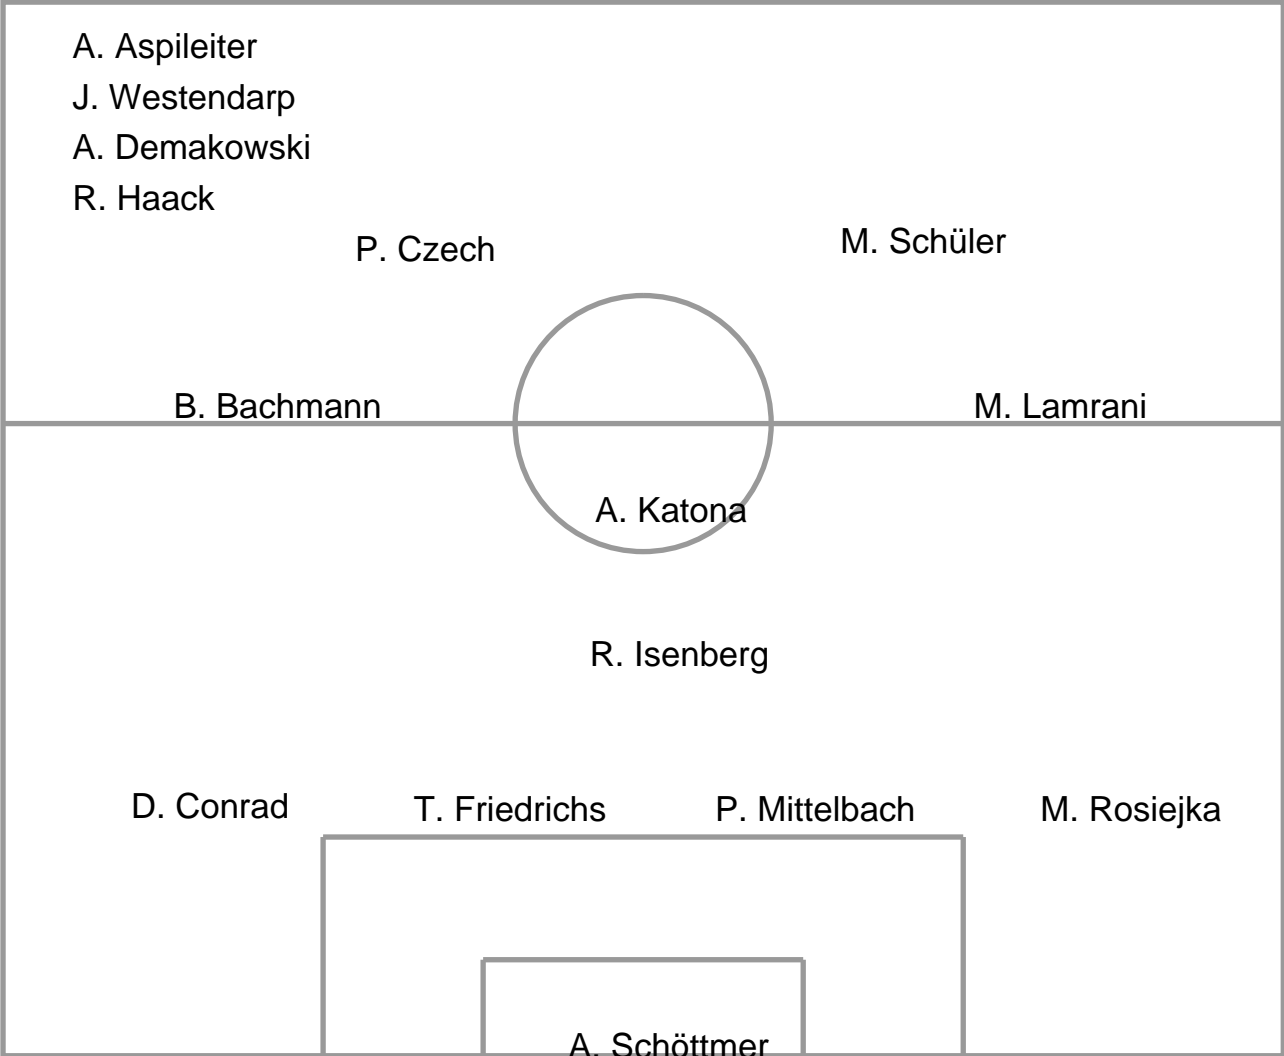 A. Aspileiter
J. Westendarp
A. Demakowski
R. Haack
P. Czech
M. Schüler
B. Bachmann
M. Lamrani
A. Katona
R. Isenberg
D. Conrad
T. Friedrichs
P. Mittelbach
M. Rosiejka
A. Schöttmer